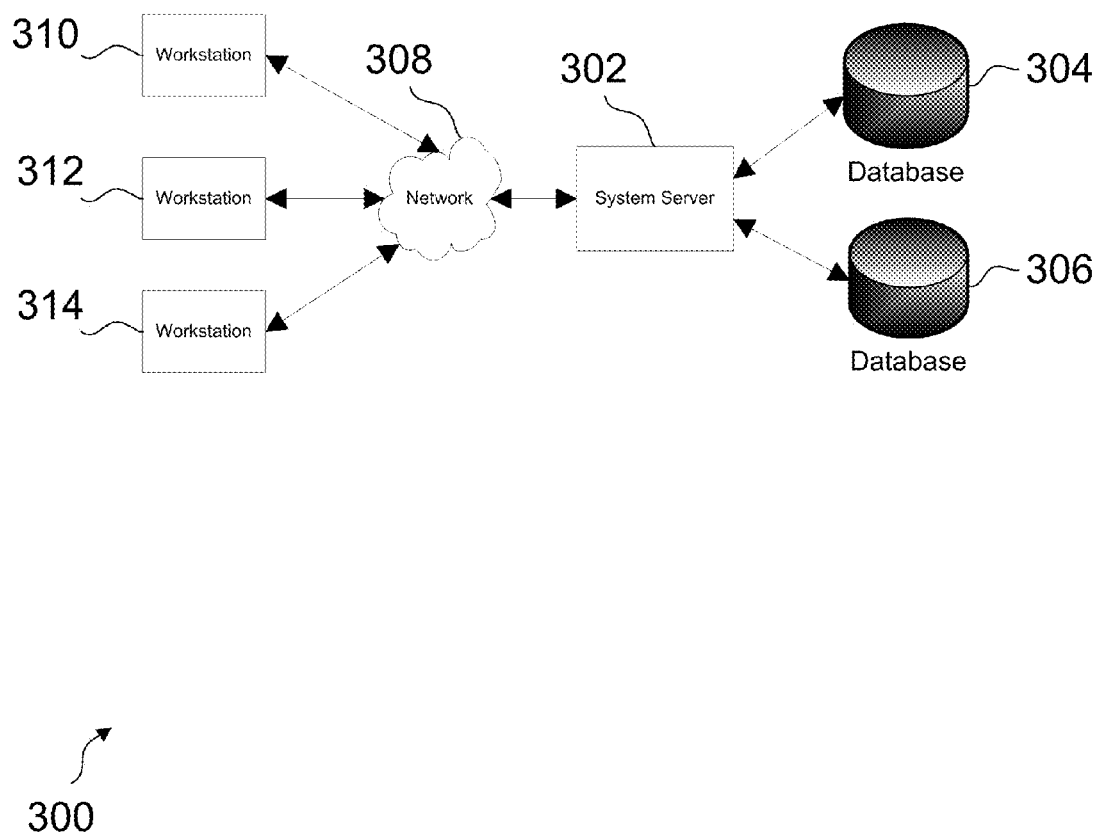 310
Workstation
308
302
304
Database
312
Workstation
Network
System Server
314
Workstation
306
Database
300